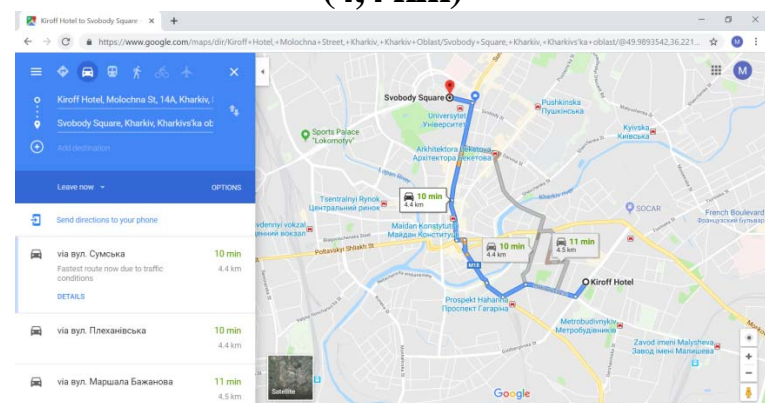 Kiroff Hotel to Svobody Square
https://www.google.com/maps/dir/Kiroff+Hotel,+Molochna+Street,+Kharkiv,+Kharkiv+Oblast/Svobody+Square,+Kharkiv,+Kharkivs'ka+oblast/@49.9893542,36.221...
M
Kiroff Hotel, Molochna St, 14A, Kharkiv,
Svobody Square, Kharkiv, Kharkivs'ka ob
Add destination
Leave now
OPTIONS
Send directions to your phone
via вул. Сумська 10 min
Fastest route now due to traffic 4.4 km
conditions
DETAILS
via вул. Плеханівська 10 min
4.4 km
via вул. Маршала Бажанова 11 min
4.5 km
M
Svobody Square
Pushkinska
Пушкінська
Universytet
Університет
Kyivska
Київська
Sports Palace
"Lokomotyv"
Arkhitektora Beketova
Архітектора Бекетова
Lopan River
Kharkiv river
Tsentralnyi Rynok
Центральний ринок
10 min
4.4 km
SOCAR
French Boulevard
Французский бульвар
Maidan Konstytutsii
Майдан Конституції
Poltavskyi Shliakh St
10 min
4.4 km
11 min
4.5 km
M18
Kiroff Hotel
Prospekt Haharina
Проспект Гагаріна
Metrobudivnykiv
Метробудівників
Zavod imeni Malysheva
Завод імені Малишева
Satellite
Google